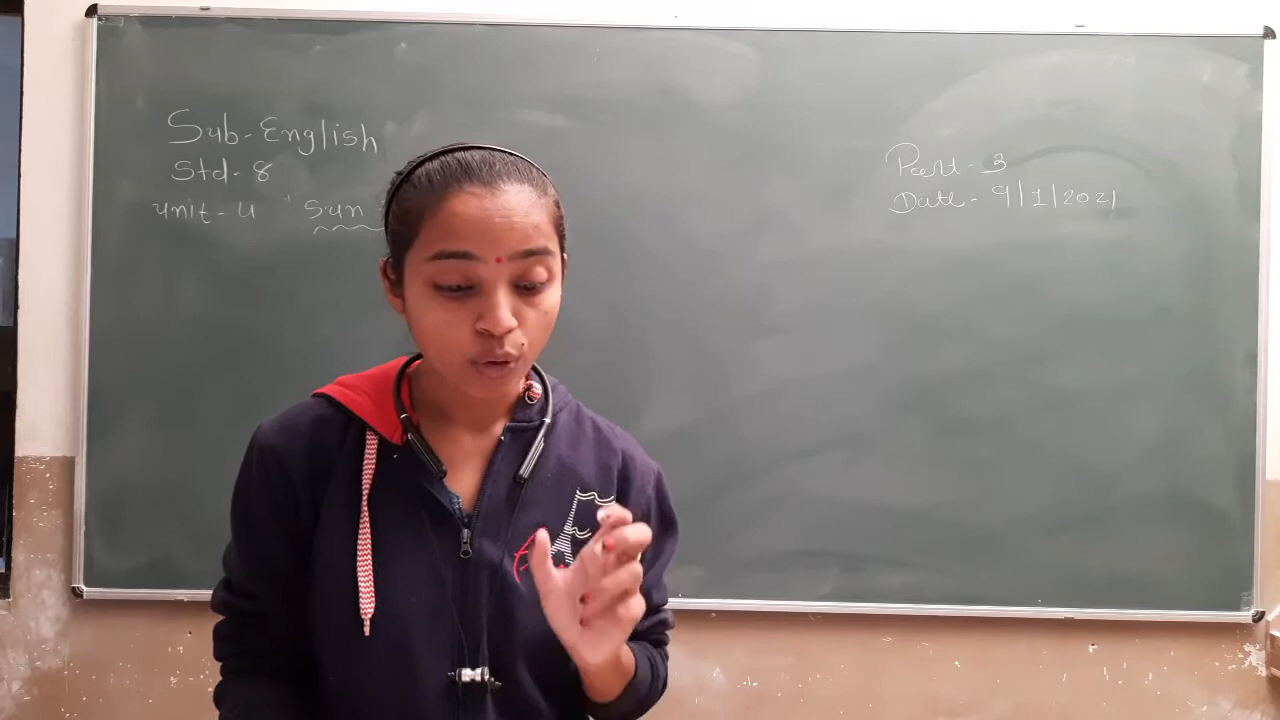 Sub - English
Std - 8
Unit - 4 " Sun
Part - 3
Date - 9/1/2021